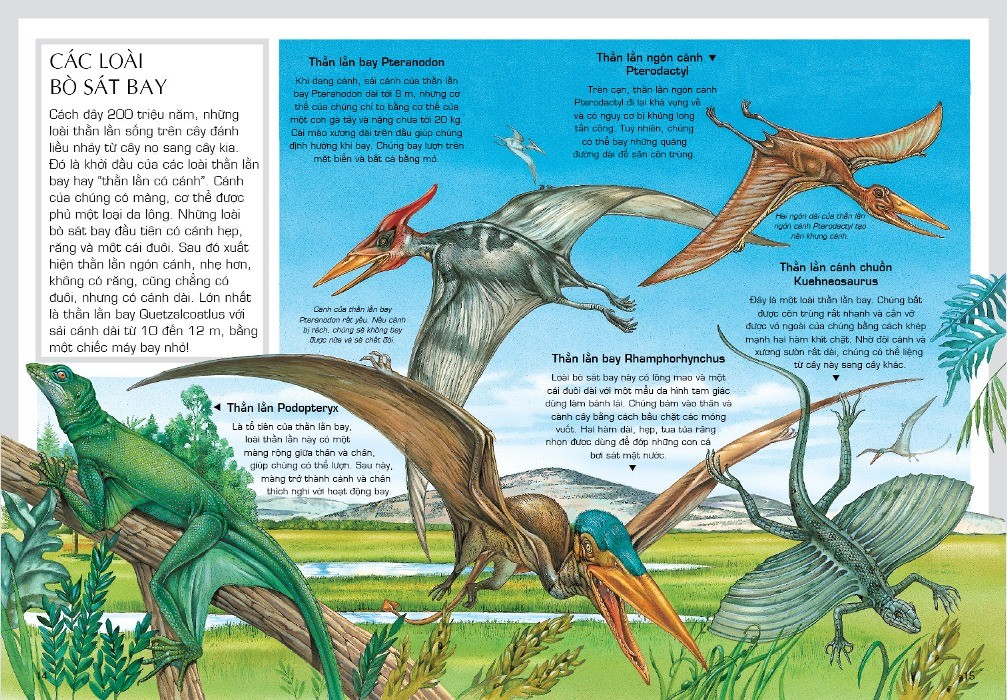 CÁC LOÀI
BÒ SÁT BAY
Cách đây 200 triệu năm, những
loài thằn lằn sống trên cây đánh
liều nhảy từ cây nọ sang cây kia.
Đó là khởi đầu của các loài thằn lằn
bay hay "thằn lằn có cánh". Cánh
của chúng có màng, cơ thể được
phủ một loại da lông. Những loài
bò sát bay đầu tiên có cánh hẹp,
răng và một cái đuôi. Sau đó xuất
hiện thằn lằn ngón cánh, nhẹ hơn,
không có răng, cũng chẳng có
đuôi, nhưng có cánh dài. Lớn nhất
là thằn lằn bay Quetzalcoatlus với
sải cánh dài từ 10 đến 12 m, bằng
một chiếc máy bay nhỏ!
Thằn lằn bay Pteranodon
Khi dang cánh, sải cánh của thằn lằn
bay Pteranodon dài tới 8 m, nhưng cơ
thể của chúng chỉ to bằng cơ thể của
một con gà tây và nặng chưa tới 20 kg.
Cái mào xương dài trên đầu giúp chúng
định hướng khi bay. Chúng bay lượn trên
mặt biển và bắt cá bằng mỏ.
Thằn lằn ngón cánh ▼
Pterodactyl
Trên cạn, thằn lằn ngón cánh
Pterodactyl đi lại khá vụng về
và có nguy cơ bị khủng long
tấn công. Tuy nhiên, chúng
có thể bay những quãng
đường dài để săn côn trùng.
Hai ngón dài của thằn lằn
ngón cánh Pterodactyl tạo
nên khung cánh.
Cánh của thằn lằn bay
Pteranodon rất yếu. Nếu cánh
bị rách, chúng sẽ không bay
được nữa và sẽ chết đói.
Thằn lằn cánh chuồn
Kuehneosaurus
Đây là một loài thằn lằn bay. Chúng bắt
được côn trùng rất nhanh và cắn vỡ
được vỏ ngoài của chúng bằng cách khép
mạnh hai hàm khít chặt. Nhờ đôi cánh và
xương sườn rất dài, chúng có thể liệng
từ cây này sang cây khác.
▼
Thằn lằn bay Rhamphorhynchus
Loài bò sát bay này có lông mao và một
cái đuôi dài với một mẩu da hình tam giác
dùng làm bánh lái. Chúng bám vào thân và
cành cây bằng cách bấu chặt các móng
vuốt. Hai hàm dài, hẹp, tua tủa răng
nhọn được dùng để đớp những con cá
bơi sát mặt nước.
▼
◄ Thằn lằn Podopteryx
Là tổ tiên của thằn lằn bay,
loài thằn lằn này có một
màng rộng giữa thân và chân,
giúp chúng có thể lượn. Sau này,
màng trở thành cánh và chân
thích nghi với hoạt động bay.
14
15